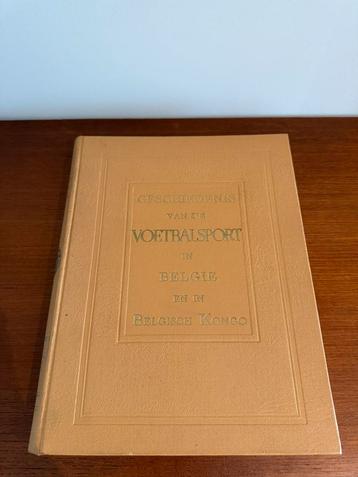 GESCHIEDENIS
VAN DE
VOETBALSPORT
IN
BELGIE
EN IN
BELGISCH KONGO